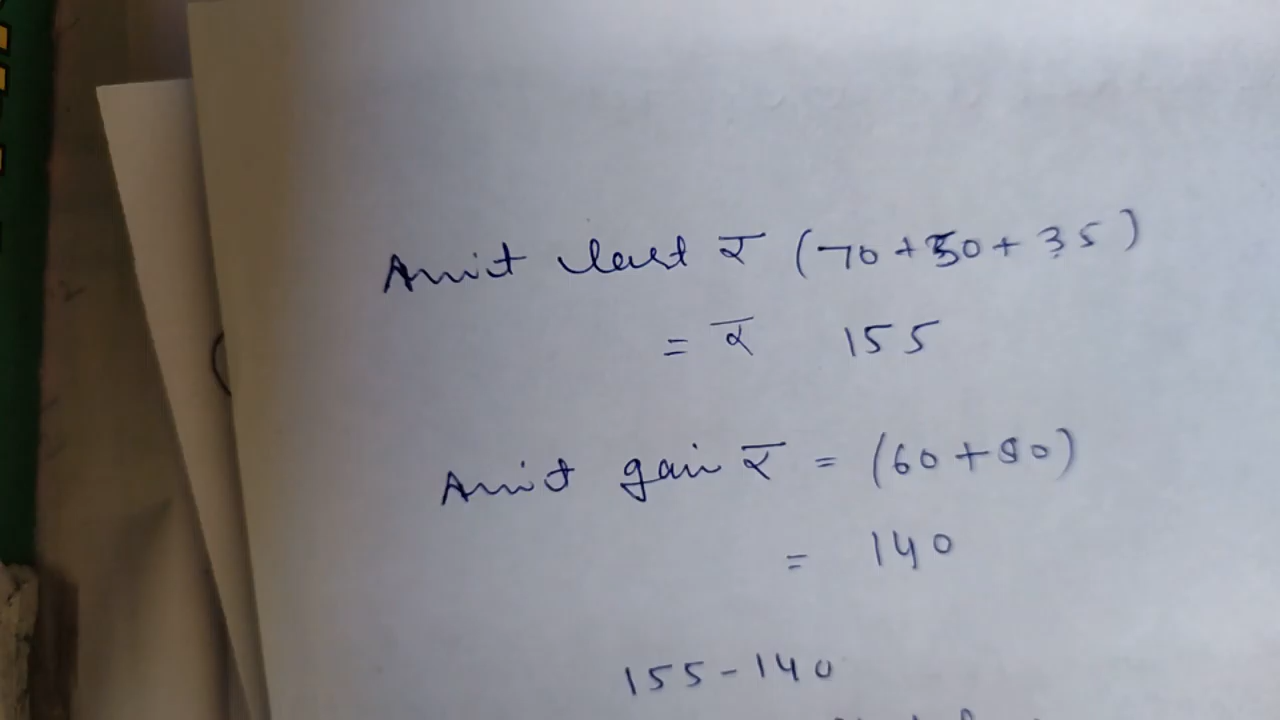 Amit lost ₹ (70+50+35)
= ₹ 155
Amit gain ₹ = (60+80)
= 140
155-140